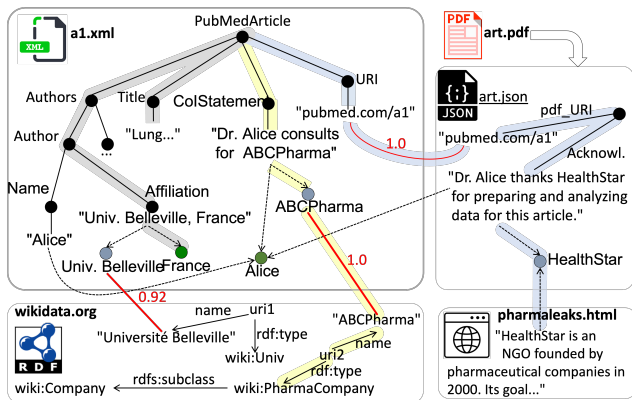 XML
a1.xml
PubMedArticle
PDF
art.pdf
Authors
Title
ColStatement
URI
{;}
JSON
art.json
pdf_URI
"Lung..."
"pubmed.com/a1"
"pubmed.com/a1"
Author
...
"Dr. Alice consults
for ABCPharma"
1.0
Acknowl.
Name
Affiliation
"Dr. Alice thanks HealthStar
for preparing and analyzing
data for this article."
"Univ. Belleville, France"
ABCPharma
"Alice"
Univ. Belleville
France
Alice
1.0
HealthStar
0.92
wikidata.org
name
uri1
"ABCPharma"
pharmaleaks.html
RDF
"Université Belleville"
rdf:type
name
uri2
"HealthStar is an
NGO founded by
pharmaceutical companies in
2000. Its goal..."
wiki:Univ
rdf:type
rdfs:subclass
wiki:Company
wiki:PharmaCompany